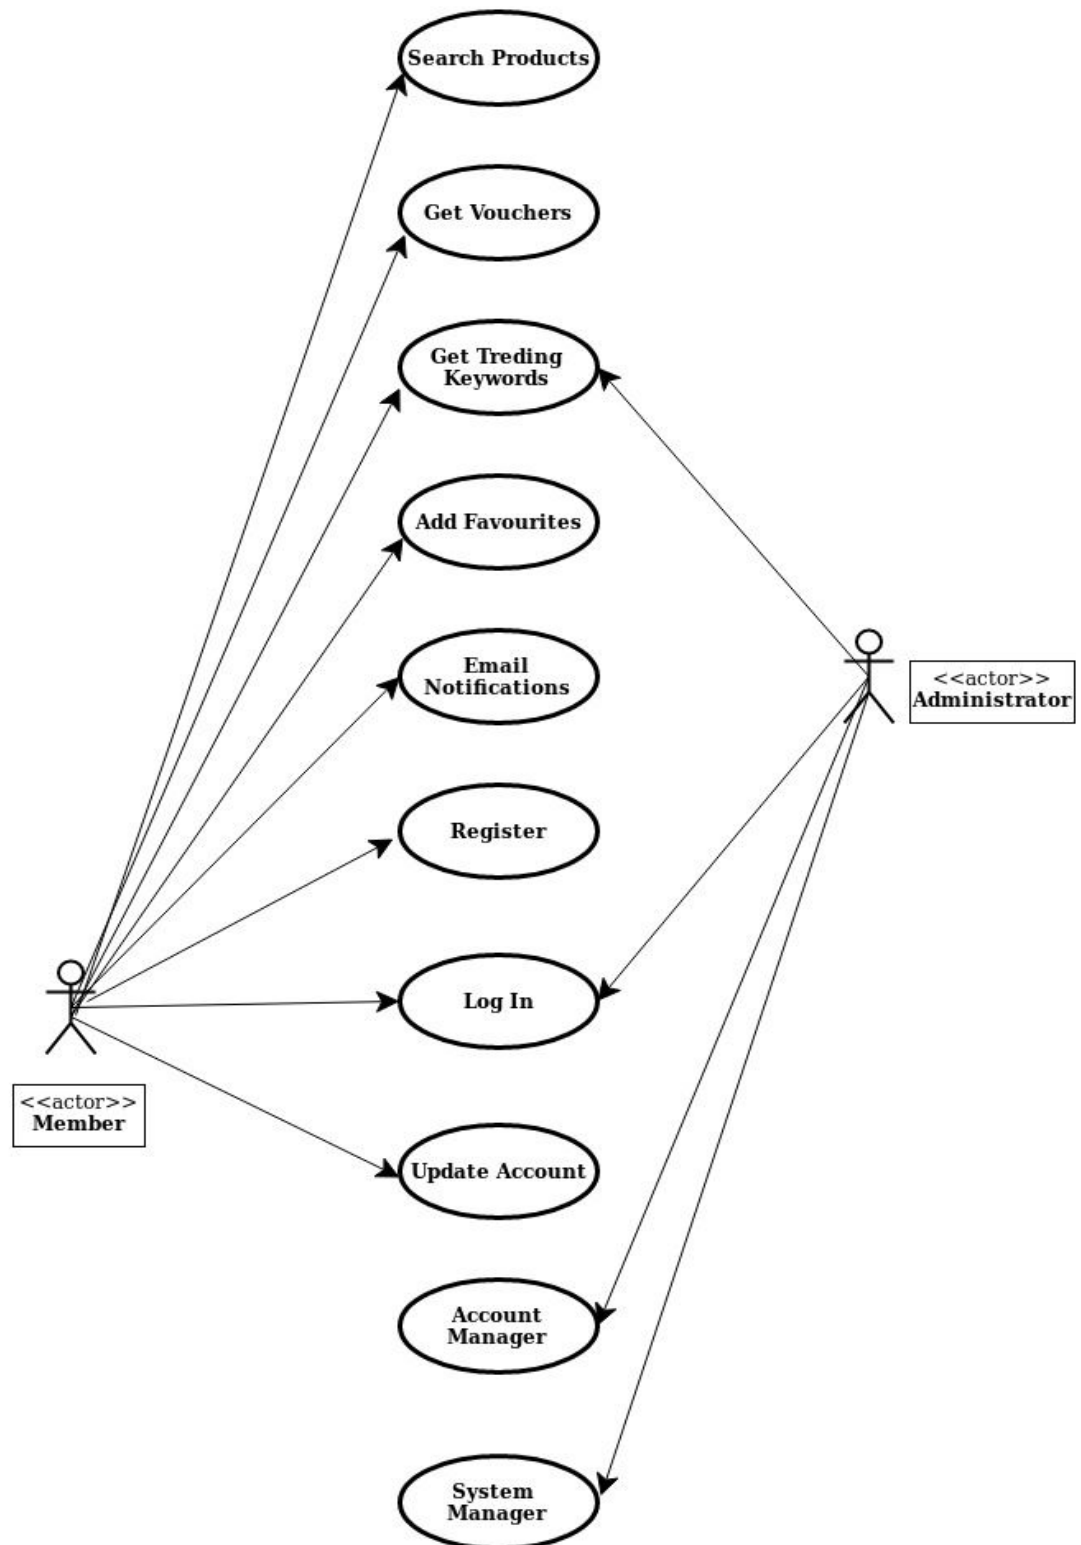 Search Products
Get Vouchers
Get Treding
Keywords
Add Favourites
Email
Notifications
<<actor>>
Administrator
Register
Log In
<<actor>>
Member
Update Account
Account
Manager
System
Manager